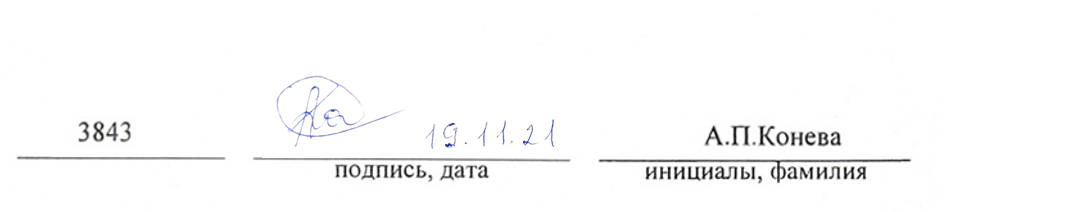 3843 19.11.21 А.П.Конева
подпись, дата инициалы, фамилия